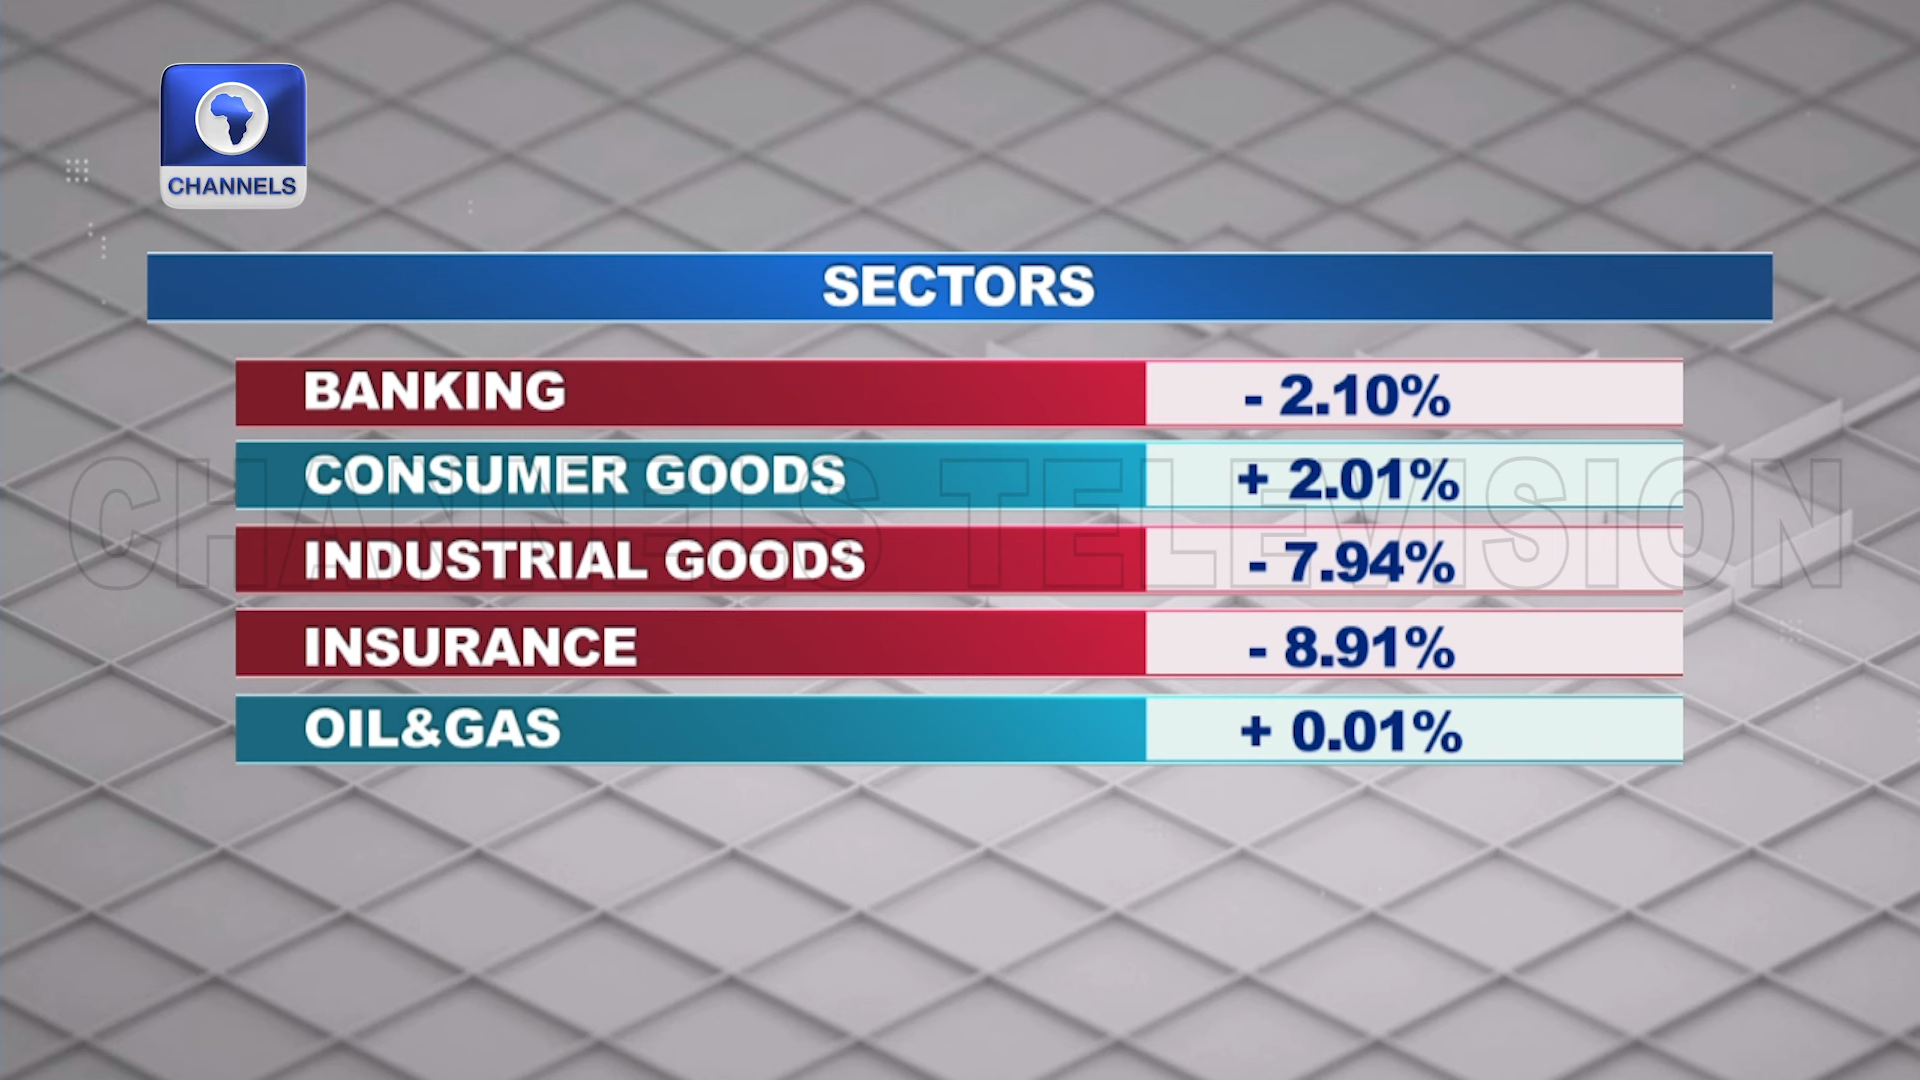 CHANNELS
SECTORS
BANKING - 2.10%
CONSUMER GOODS + 2.01%
CHANNELS TELEVISION
INDUSTRIAL GOODS - 7.94%
INSURANCE - 8.91%
OIL&GAS + 0.01%